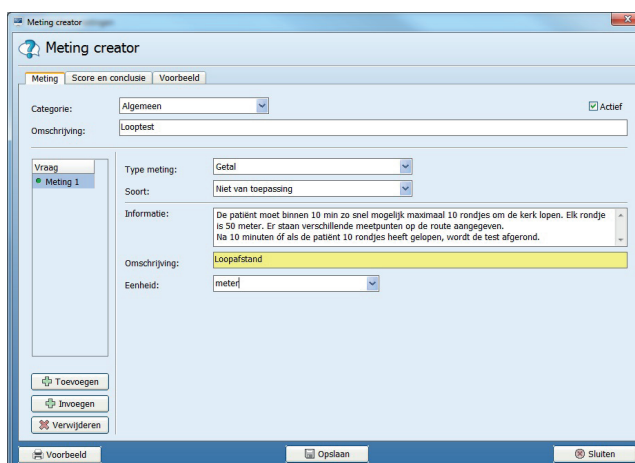 Meting creator
Meting creator
Meting
Score en conclusie
Voorbeeld
Categorie:
Algemeen
Actief
Omschrijving:
Looptest
Vraag
Meting 1
Type meting:
Getal
Soort:
Niet van toepassing
Informatie:
De patiënt moet binnen 10 min zo snel mogelijk maximaal 10 rondjes om de kerk lopen. Elk rondje
is 50 meter. Er staan verschillende meetpunten op de route aangegeven.
Na 10 minuten óf als de patiënt 10 rondjes heeft gelopen, wordt de test afgerond.
Omschrijving:
Loopafstand
Eenheid:
meter
Toevoegen
Invoegen
Verwijderen
Voorbeeld
Opslaan
Sluiten